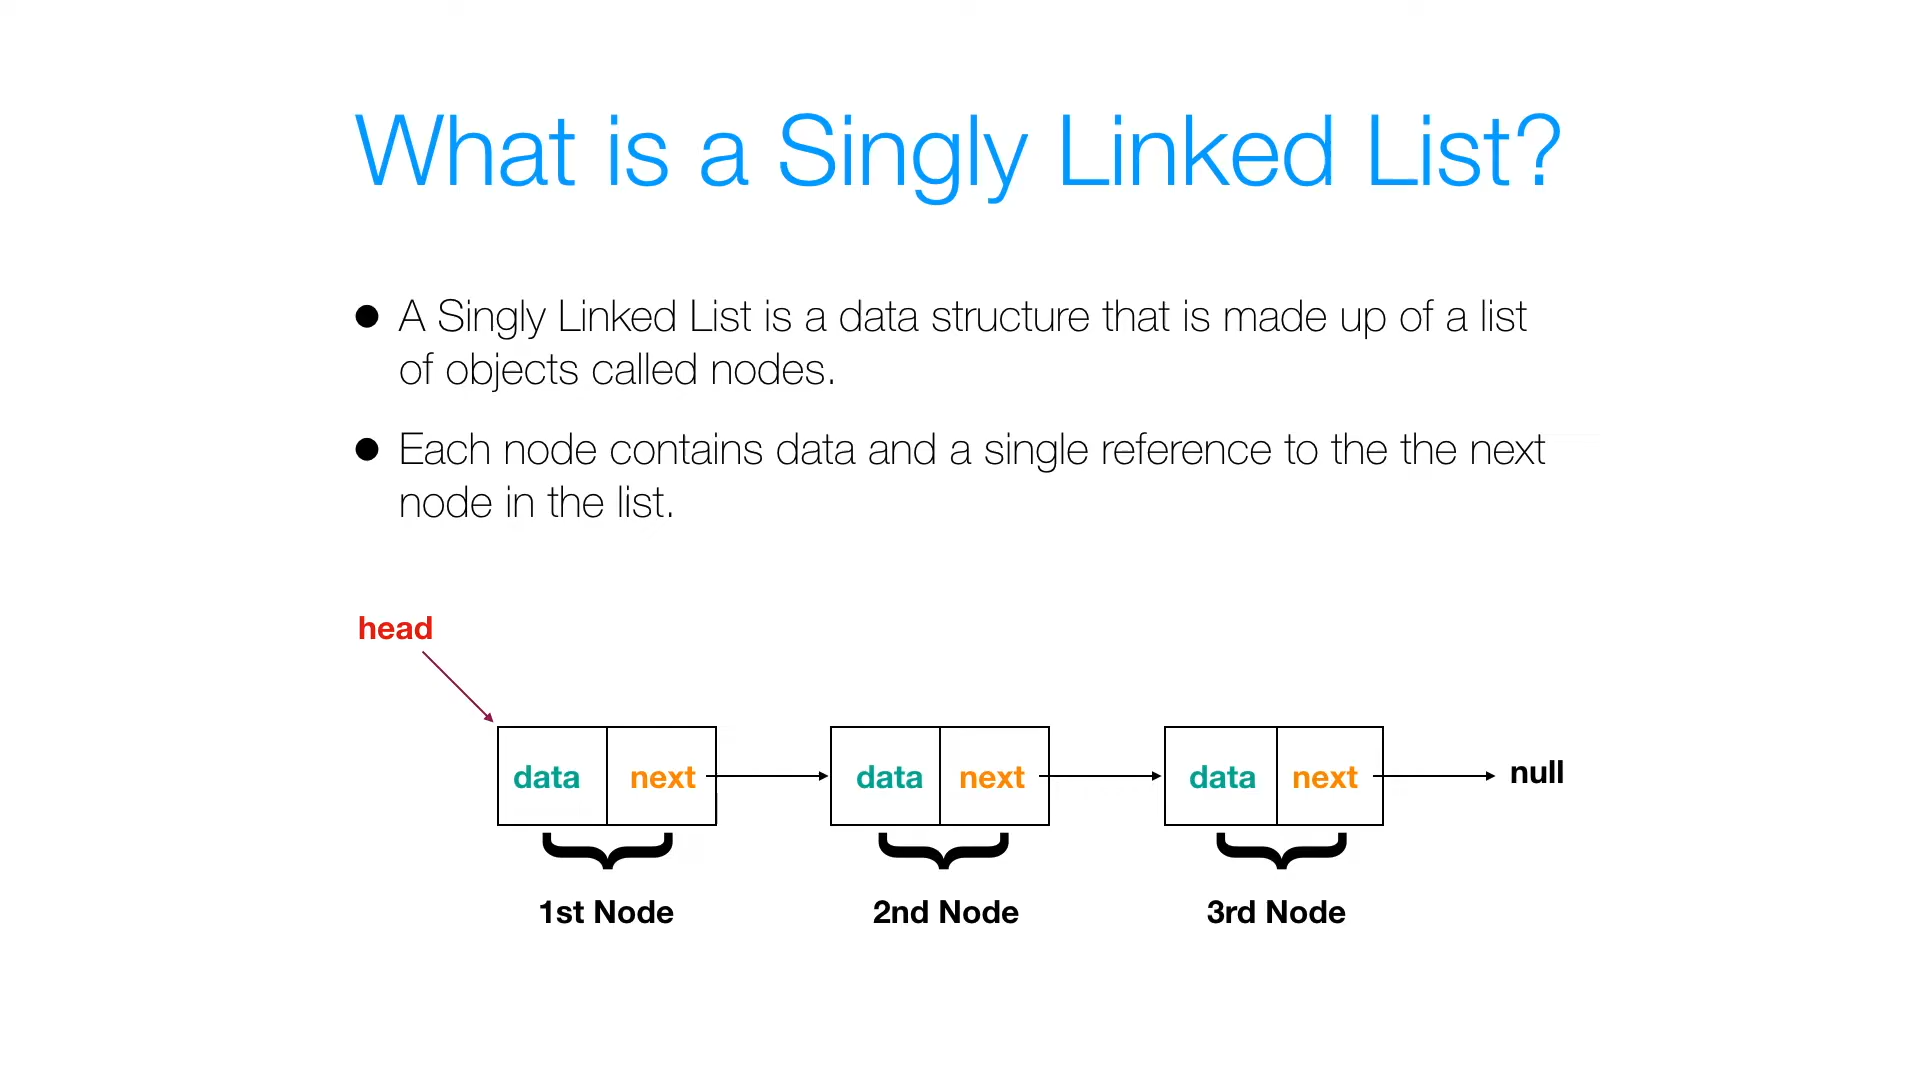 What is a Singly Linked List?
● A Singly Linked List is a data structure that is made up of a list
of objects called nodes.
● Each node contains data and a single reference to the the next
node in the list.
head
data next data next data next null
1st Node 2nd Node 3rd Node